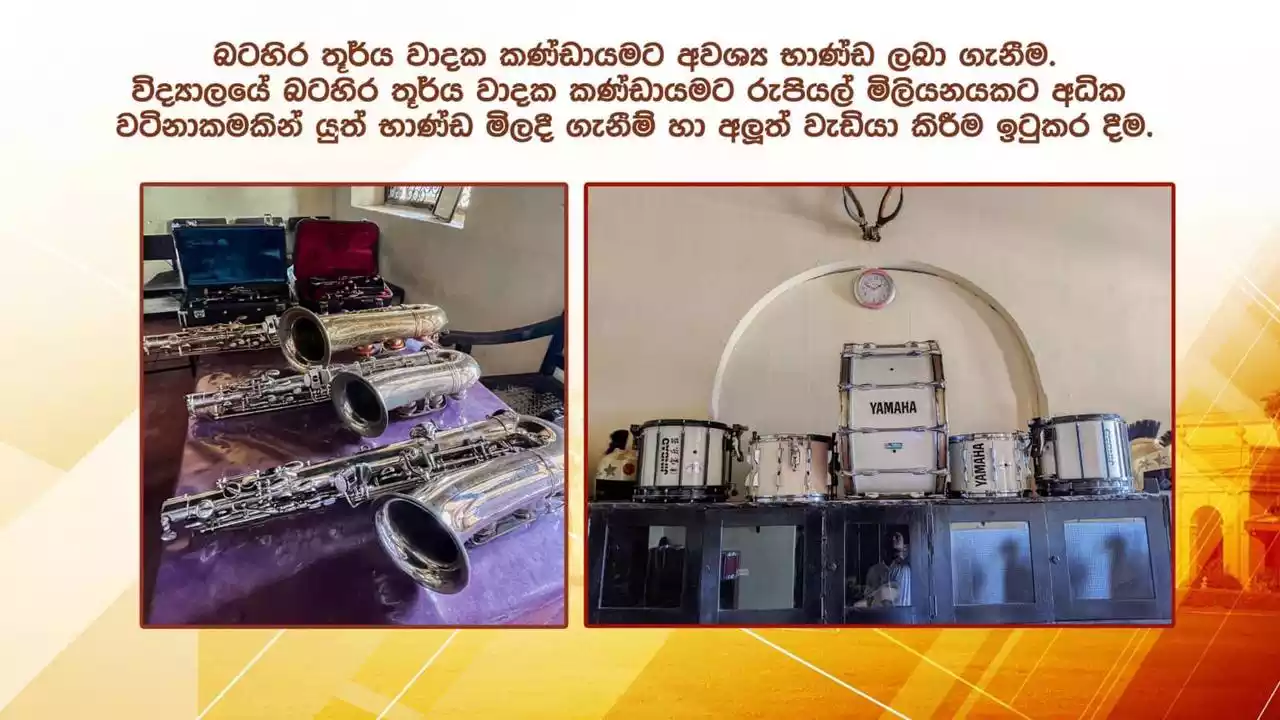 බටහිර තූර්ය වාදක කණ්ඩායමට අවශ්‍ය භාණ්ඩ ලබා ගැනීම.
විද්‍යාලයේ බටහිර තූර්ය වාදක කණ්ඩායමට රුපියල් මිලියනයකට අධික
වටිනාකමකින් යුත් භාණ්ඩ මිලදී ගැනීම් හා අලුත් වැඩියා කිරීම ඉටුකර දීම.
YAMAHA
YAMAHA